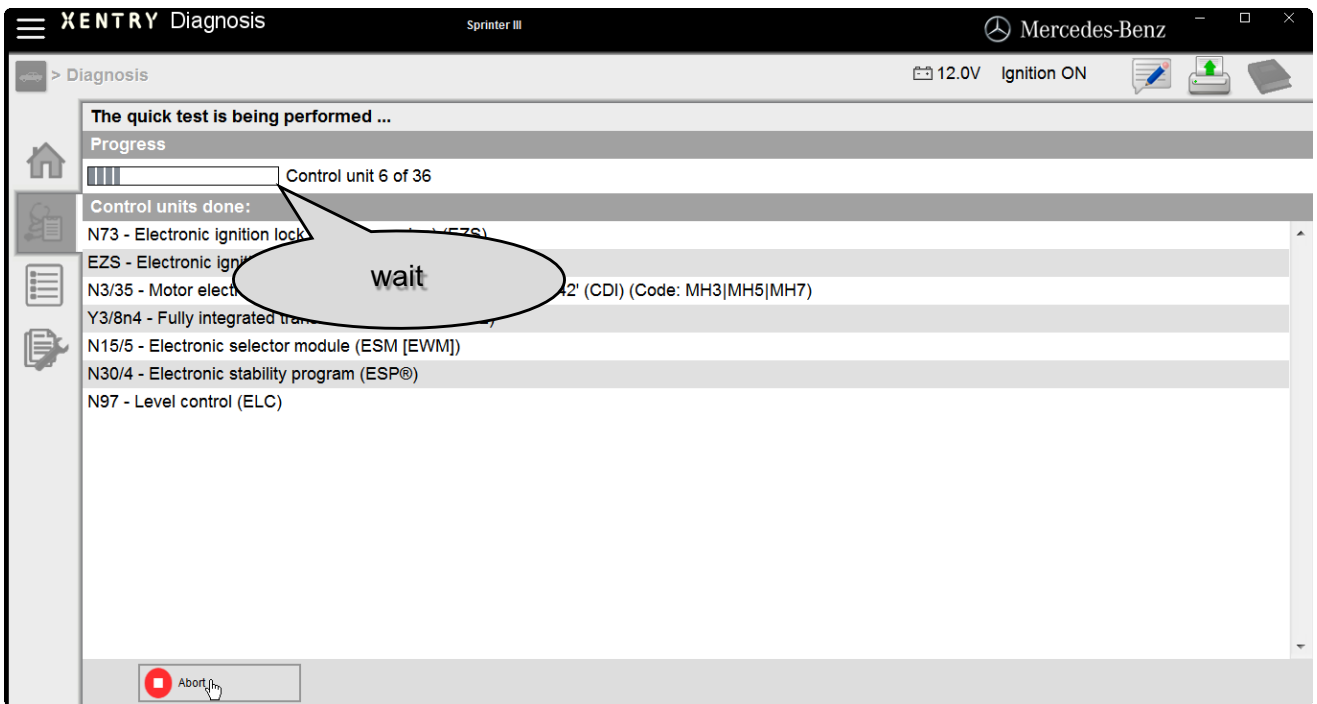 XENTRY Diagnosis
Sprinter III
Mercedes-Benz
> Diagnosis
12.0V
Ignition ON
The quick test is being performed ...
Progress
Control unit 6 of 36
Control units done:
N73 - Electronic ignition lock (EZS)
EZS - Electronic
wait
N3/35 - Motor 42' (CDI) (Code: MH3|MH5|MH7)
Y3/8n4 - Fully integrated
N15/5 - Electronic selector module (ESM [EWM])
N30/4 - Electronic stability program (ESP®)
N97 - Level control (ELC)
Abort